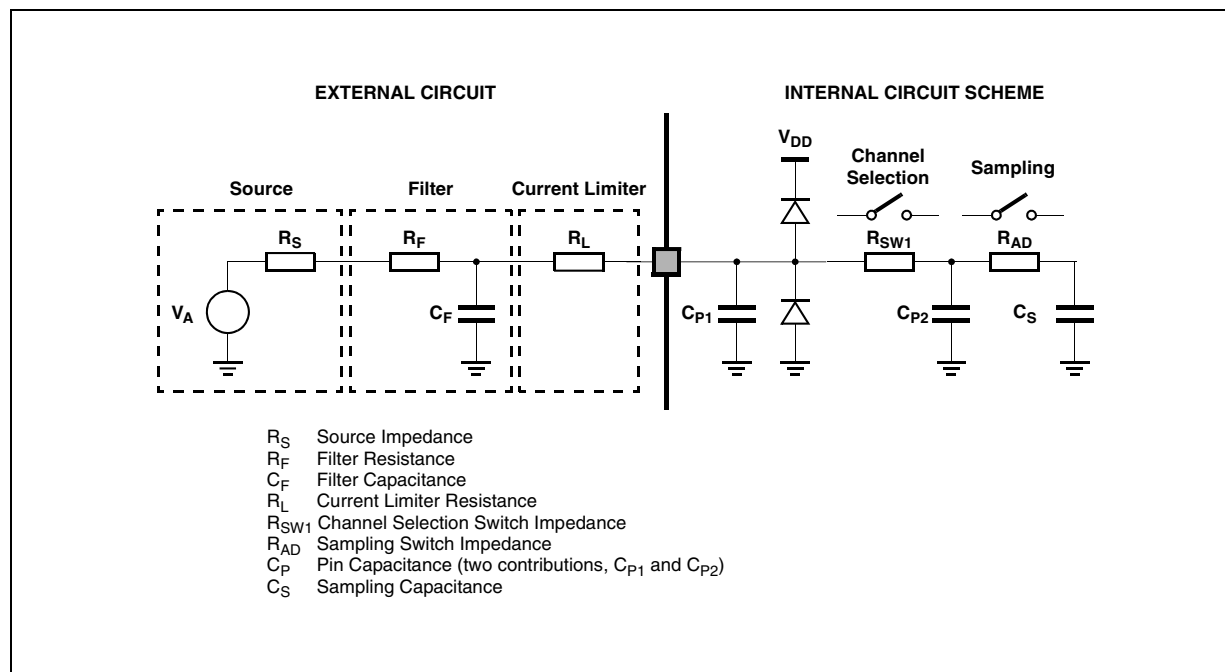 EXTERNAL CIRCUIT
INTERNAL CIRCUIT SCHEME
VDD
Channel
Selection
Sampling
Source
Filter
Current Limiter
RS
RF
RL
RSW1
RAD
VA
CF
CP1
CP2
CS
RS Source Impedance
RF Filter Resistance
CF Filter Capacitance
RL Current Limiter Resistance
RSW1 Channel Selection Switch Impedance
RAD Sampling Switch Impedance
CP Pin Capacitance (two contributions, CP1 and CP2)
CS Sampling Capacitance